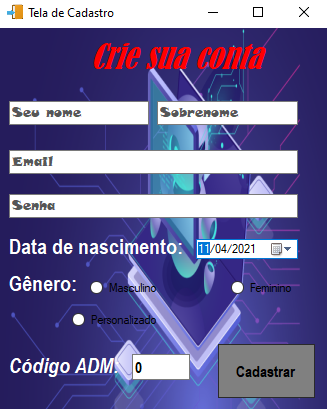 Tela de Cadastro
Crie sua conta
Seu nome Sobrenome
Email
Senha
Data de nascimento: 11/04/2021
Gênero: Masculino Feminino
Personalizado
Código ADM: 0
Cadastrar